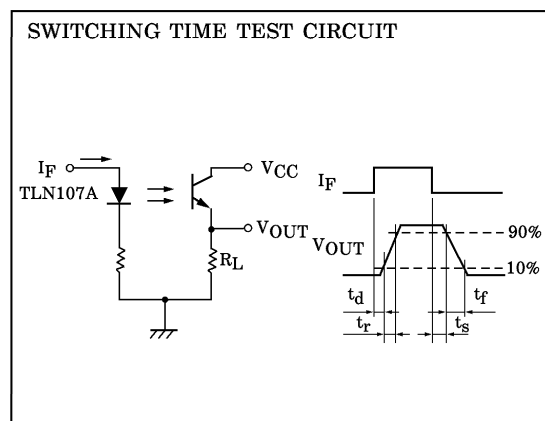 SWITCHING TIME TEST CIRCUIT
IF
TLN107A
VCC
VOUT
RL
IF
VOUT
90%
10%
td
tf
tr
ts